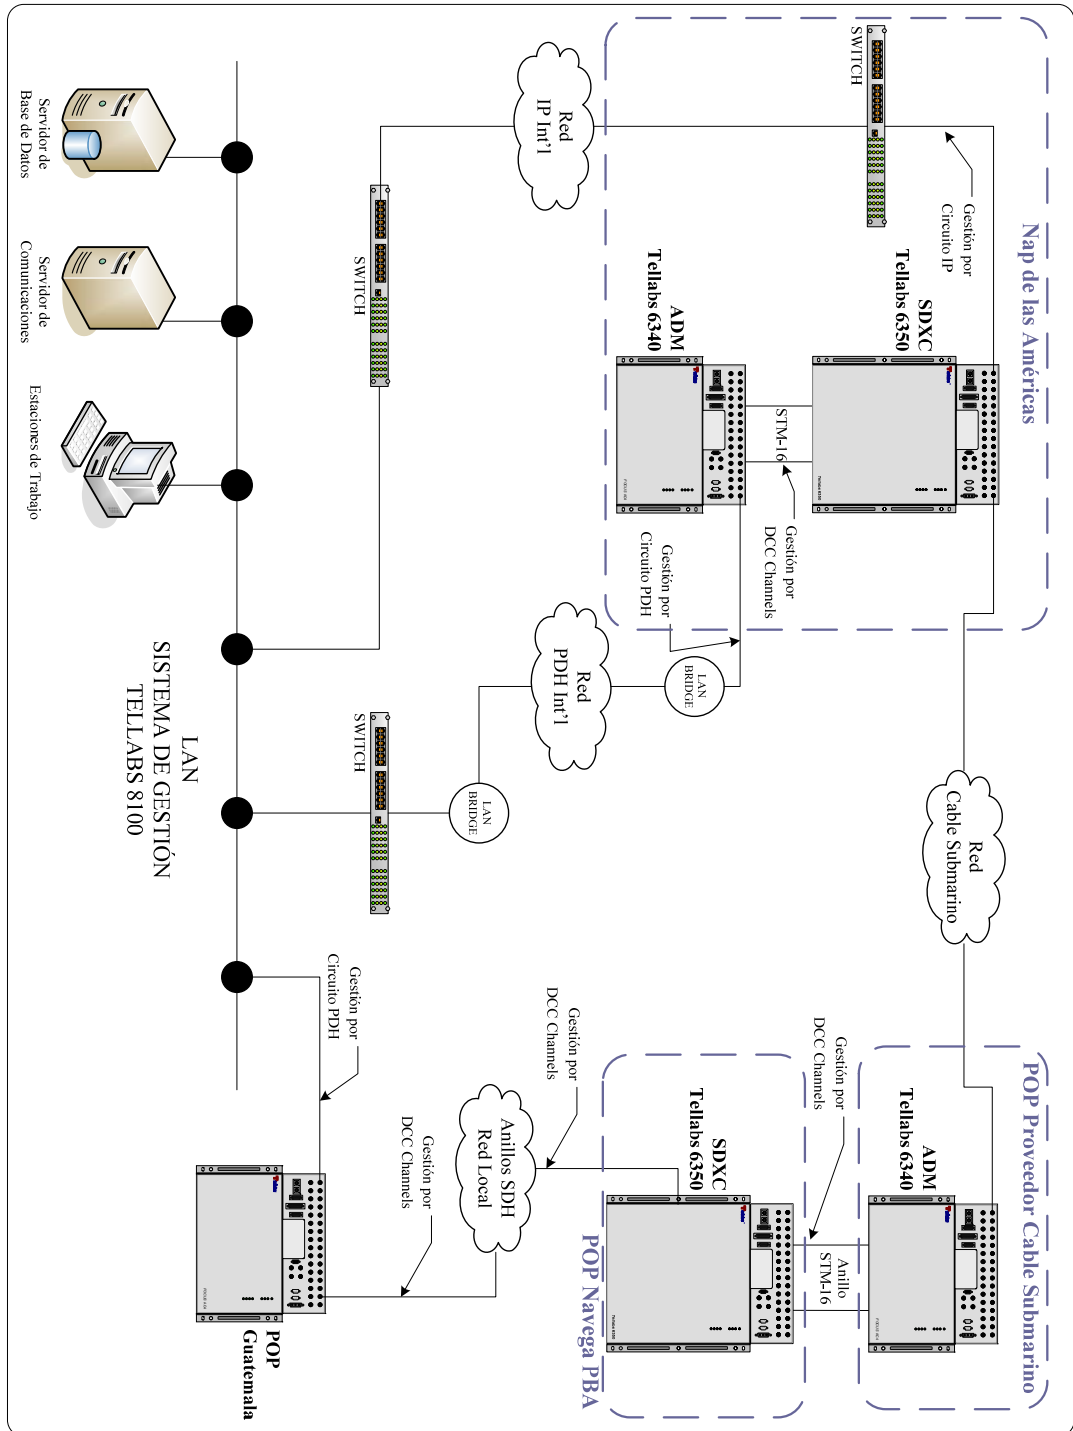 Nap de las Américas
POP Proveedor Cable Submarino
SWITCH
Gestión por
Circuito IP
SDXC
Tellabs 6350
ADM
Tellabs 6340
STM-16
Gestión por
DCC Channels
Gestión por
Circuito PDH
Red
IP Int'l
LAN
BRIDGE
Red
PDH Int'l
Red
Cable Submarino
ADM
Tellabs 6340
Gestión por
DCC Channels
Anillo
STM-16
SDXC
Tellabs 6350
POP Navega PBA
Gestión por
DCC Channels
Anillos SDH
Red Local
Gestión por
DCC Channels
SWITCH
SWITCH
LAN
BRIDGE
Gestión por
Circuito PDH
POP
Guatemala
LAN
SISTEMA DE GESTIÓN
TELLABS 8100
Servidor de
Base de Datos
Servidor de
Comunicaciones
Estaciones de Trabajo